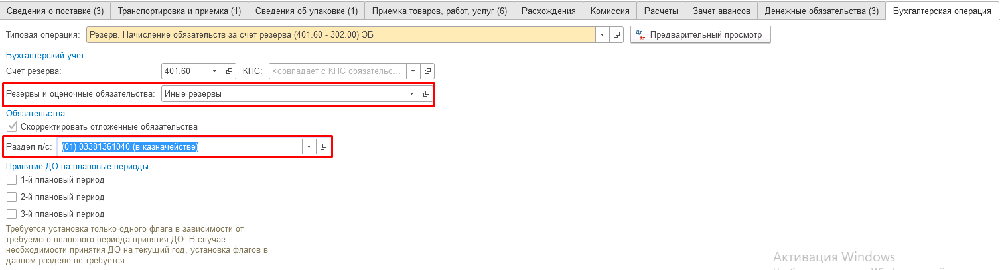 Сведения о поставке (3) Транспортировка и приемка (1) Сведения об упаковке (1) Приемка товаров, работ, услуг (6) Расхождения Комиссия Расчеты Зачет авансов Денежные обязательства (3) Бухгалтерская операция
Типовая операция: Резерв. Начисление обязательств за счет резерва (401.60 - 302.00) ЭБ Дт Кт Предварительный просмотр
Бухгалтерский учет
Счет резерва: 401.60 КПС: <совпадает с КПС обязательс...
Резервы и оценочные обязательства: Иные резервы
Обязательства
Скорректировать отложенные обязательства
Раздел л/с: (01) 03381361040 (в казначействе)
Принятие ДО на плановые периоды
1-й плановый период
2-й плановый период
3-й плановый период
Требуется установка только одного флага в зависимости от
требуемого планового периода принятия ДО. В случае
необходимости принятия ДО на текущий год, установка флагов в
данном разделе не требуется.
Активация Windows